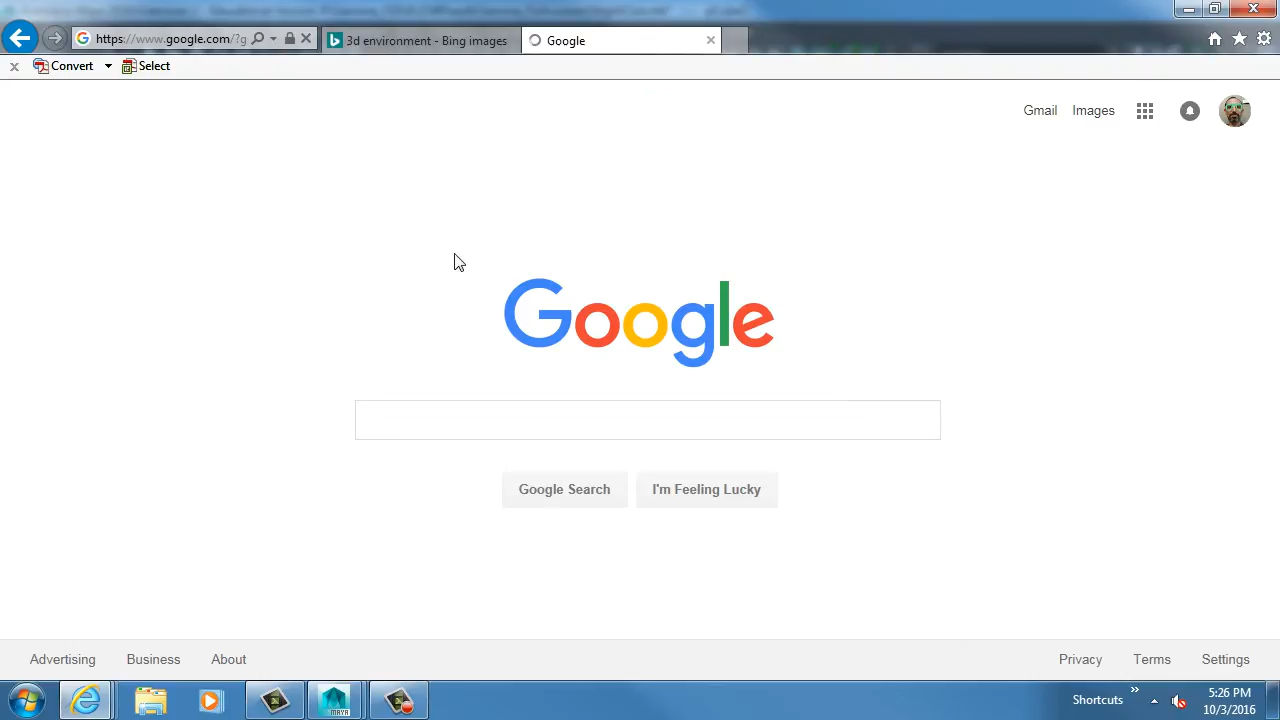 https://www.google.com/?g
3d environment - Bing images
Google
Convert
Select
Gmail Images
Google
Google Search
I'm Feeling Lucky
Advertising Business About
Privacy Terms Settings
MAYA
Shortcuts
5:26 PM
10/3/2016